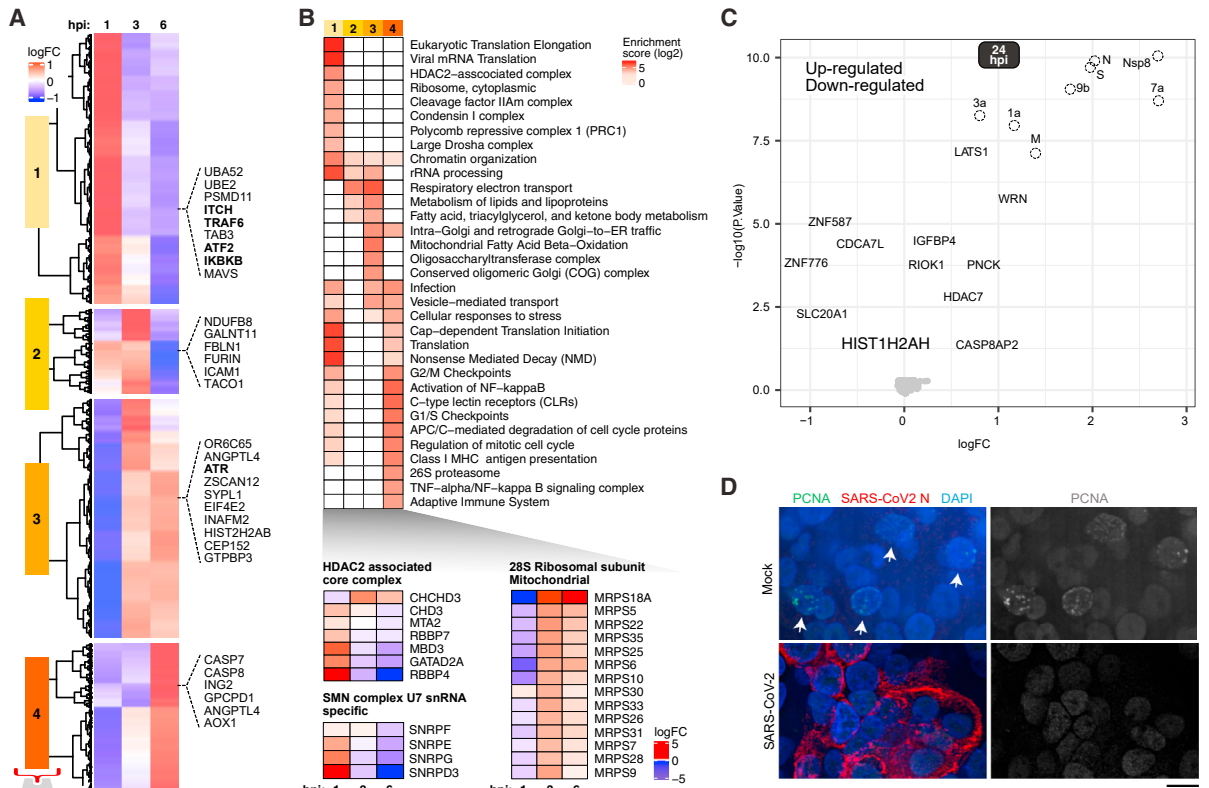 A
hpi: 1 3 6
logFC
1
0
−1
1
UBA52
UBE2
PSMD11
ITCH
TRAF6
TAB3
ATF2
IKBKB
MAVS
2
NDUFB8
GALNT11
FBLN1
FURIN
ICAM1
TACO1
3
OR6C65
ANGPTL4
ATR
ZSCAN12
SYPL1
EIF4E2
INAFM2
HIST2H2AB
CEP152
GTPBP3
4
CASP7
CASP8
ING2
GPCPD1
ANGPTL4
AOX1
B
1 2 3 4
Enrichment
score (log2)
5
0
Eukaryotic Translation Elongation
Viral mRNA Translation
HDAC2−asscociated complex
Ribosome, cytoplasmic
Cleavage factor IIAm complex
Condensin I complex
Polycomb repressive complex 1 (PRC1)
Large Drosha complex
Chromatin organization
rRNA processing
Respiratory electron transport
Metabolism of lipids and lipoproteins
Fatty acid, triacylglycerol, and ketone body metabolism
Intra−Golgi and retrograde Golgi−to−ER traffic
Mitochondrial Fatty Acid Beta−Oxidation
Oligosaccharyltransferase complex
Conserved oligomeric Golgi (COG) complex
Infection
Vesicle−mediated transport
Cellular responses to stress
Cap−dependent Translation Initiation
Translation
Nonsense Mediated Decay (NMD)
G2/M Checkpoints
Activation of NF−kappaB
C−type lectin receptors (CLRs)
G1/S Checkpoints
APC/C−mediated degradation of cell cycle proteins
Regulation of mitotic cell cycle
Class I MHC antigen presentation
26S proteasome
TNF−alpha/NF−kappa B signaling complex
Adaptive Immune System
HDAC2 associated
core complex
CHCHD3
CHD3
MTA2
RBBP7
MBD3
GATAD2A
RBBP4
SMN complex U7 snRNA
specific
SNRPF
SNRPE
SNRPG
SNRPD3
28S Ribosomal subunit
Mitochondrial
MRPS18A
MRPS5
MRPS22
MRPS35
MRPS25
MRPS6
MRPS10
MRPS30
MRPS33
MRPS26
MRPS31
MRPS7
MRPS28
MRPS9
logFC
5
0
−5
C
24
hpi
Up-regulated
Down-regulated
−log10(P.Value)
10.0
7.5
5.0
2.5
0.0
N
S
Nsp8
9b
7a
3a
1a
M
LATS1
WRN
ZNF587
CDCA7L
IGFBP4
ZNF776
RIOK1
PNCK
HDAC7
SLC20A1
HIST1H2AH
CASP8AP2
−1 0 1 2 3
logFC
D
PCNA SARS-CoV2 N DAPI
PCNA
Mock
SARS-CoV-2